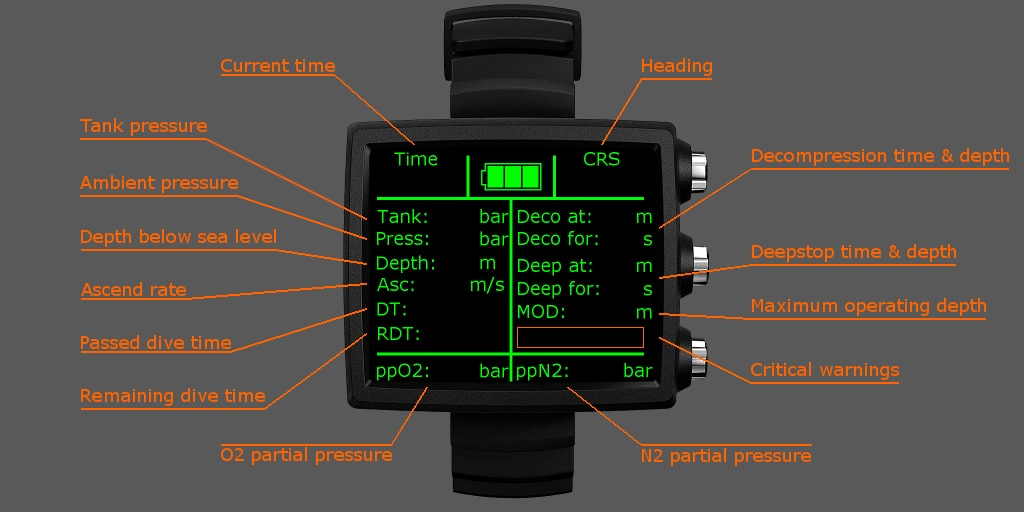 Current time
Heading
Tank pressure
Ambient pressure
Depth below sea level
Ascend rate
Passed dive time
Remaining dive time
O2 partial pressure
Time
CRS
Tank: bar
Press: bar
Depth: m
Asc: m/s
DT:
RDT:
ppO2: bar
Deco at: m
Deco for: s
Deep at: m
Deep for: s
MOD: m
ppN2: bar
Decompression time & depth
Deepstop time & depth
Maximum operating depth
Critical warnings
N2 partial pressure